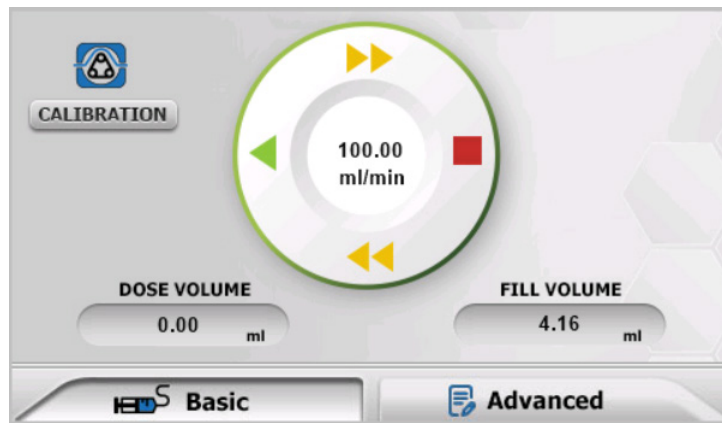 CALIBRATION
100.00
ml/min
DOSE VOLUME
0.00 ml
FILL VOLUME
4.16 ml
Basic
Advanced